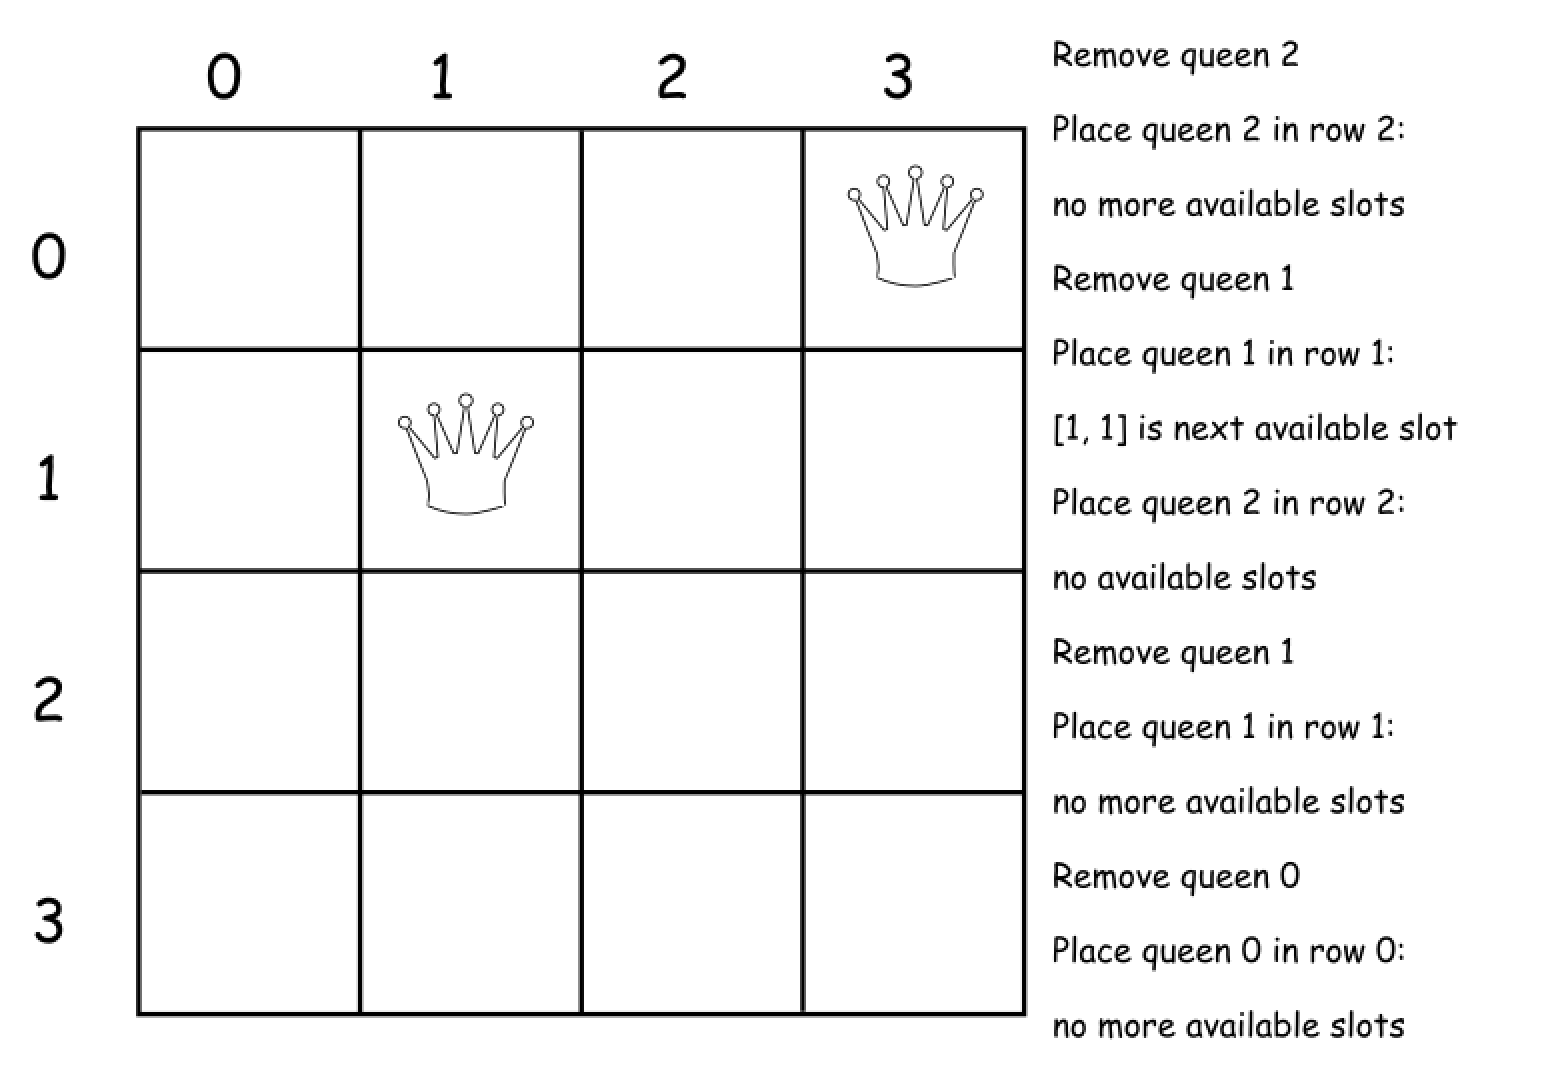 0 1 2 3
0
1
2
3
Remove queen 2
Place queen 2 in row 2:
no more available slots
Remove queen 1
Place queen 1 in row 1:
[1, 1] is next available slot
Place queen 2 in row 2:
no available slots
Remove queen 1
Place queen 1 in row 1:
no more available slots
Remove queen 0
Place queen 0 in row 0:
no more available slots